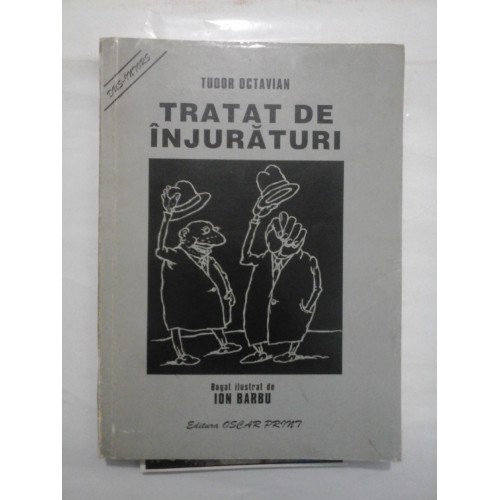 TUDOR OCTAVIAN
TRATAT DE
ÎNJURĂTURI
Bogat ilustrat de
ION BARBU
Editura OSCAR PRINT